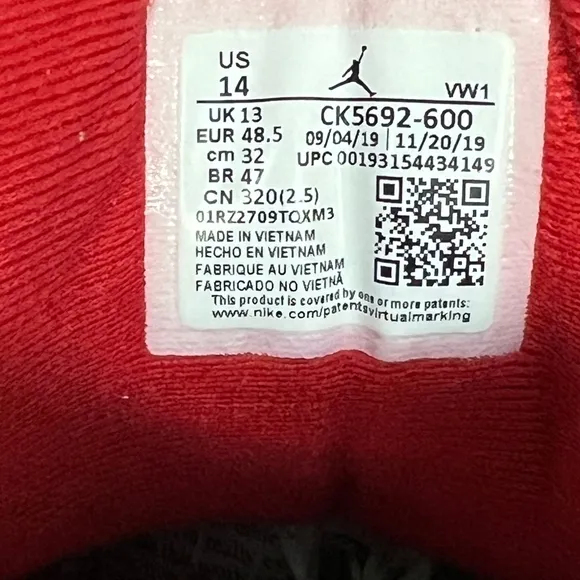 US
14
VW1
UK 13
CK5692-600
EUR 48.5
09/04/19 | 11/20/19
cm 32
UPC 00193154434149
BR 47
CN 320(2.5)
01RZ2709TQXM3
MADE IN VIETNAM
HECHO EN VIETNAM
FABRIQUE AU VIETNAM
FABRICADO NO VIETNÃ
This product is covered by one or more patents:
www.nike.com/patentsvirtualmarking